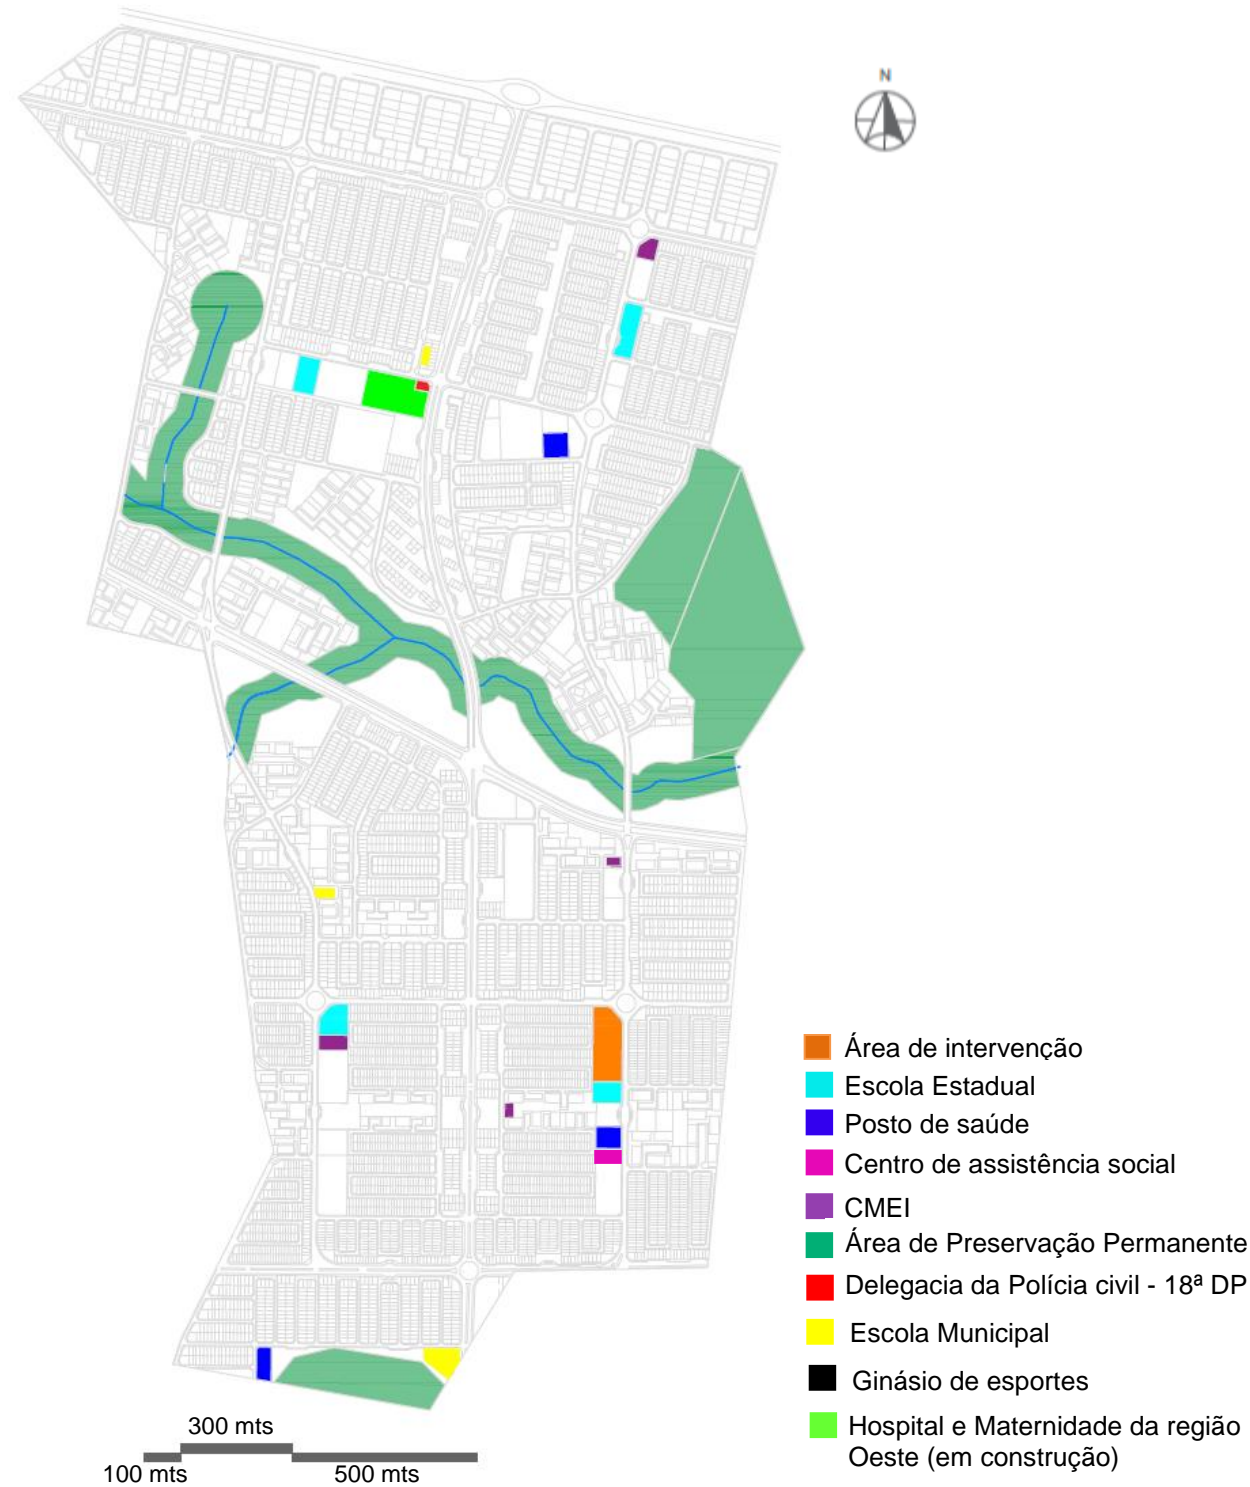 N
Área de intervenção
Escola Estadual
Posto de saúde
Centro de assistência social
CMEI
Área de Preservação Permanente
Delegacia da Polícia civil - 18ª DP
Escola Municipal
Ginásio de esportes
Hospital e Maternidade da região
Oeste (em construção)
300 mts
100 mts 500 mts